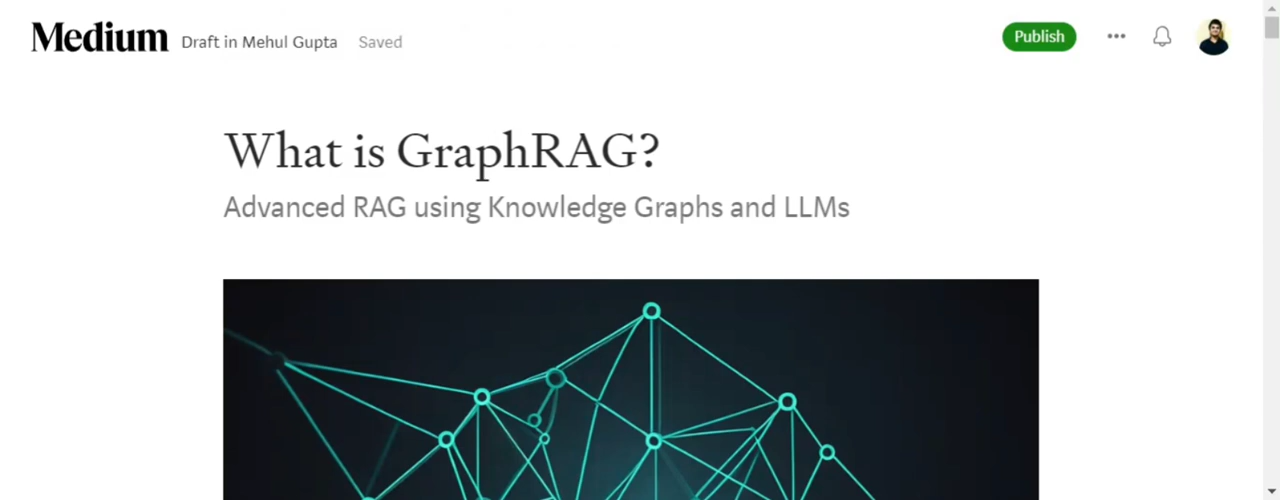 Medium Draft in Mehul Gupta Saved Publish
What is GraphRAG?
Advanced RAG using Knowledge Graphs and LLMs